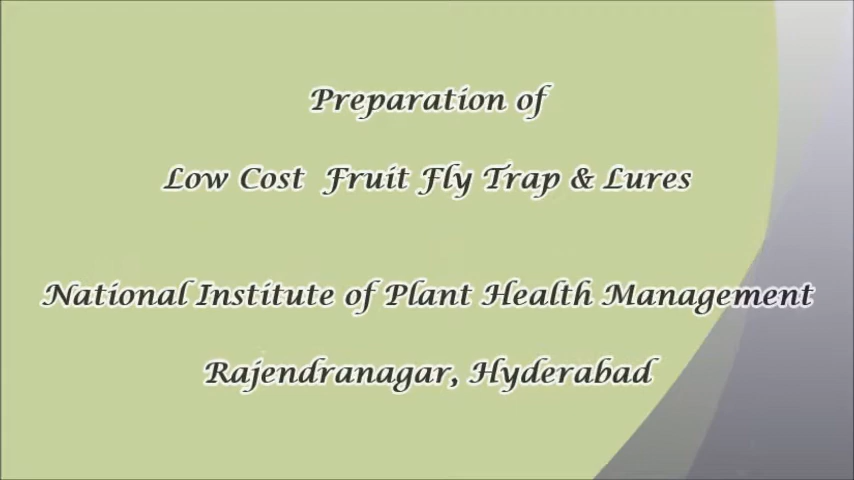 Preparation of
Low Cost Fruit Fly Trap & Lures
National Institute of Plant Health Management
Rajendranagar, Hyderabad